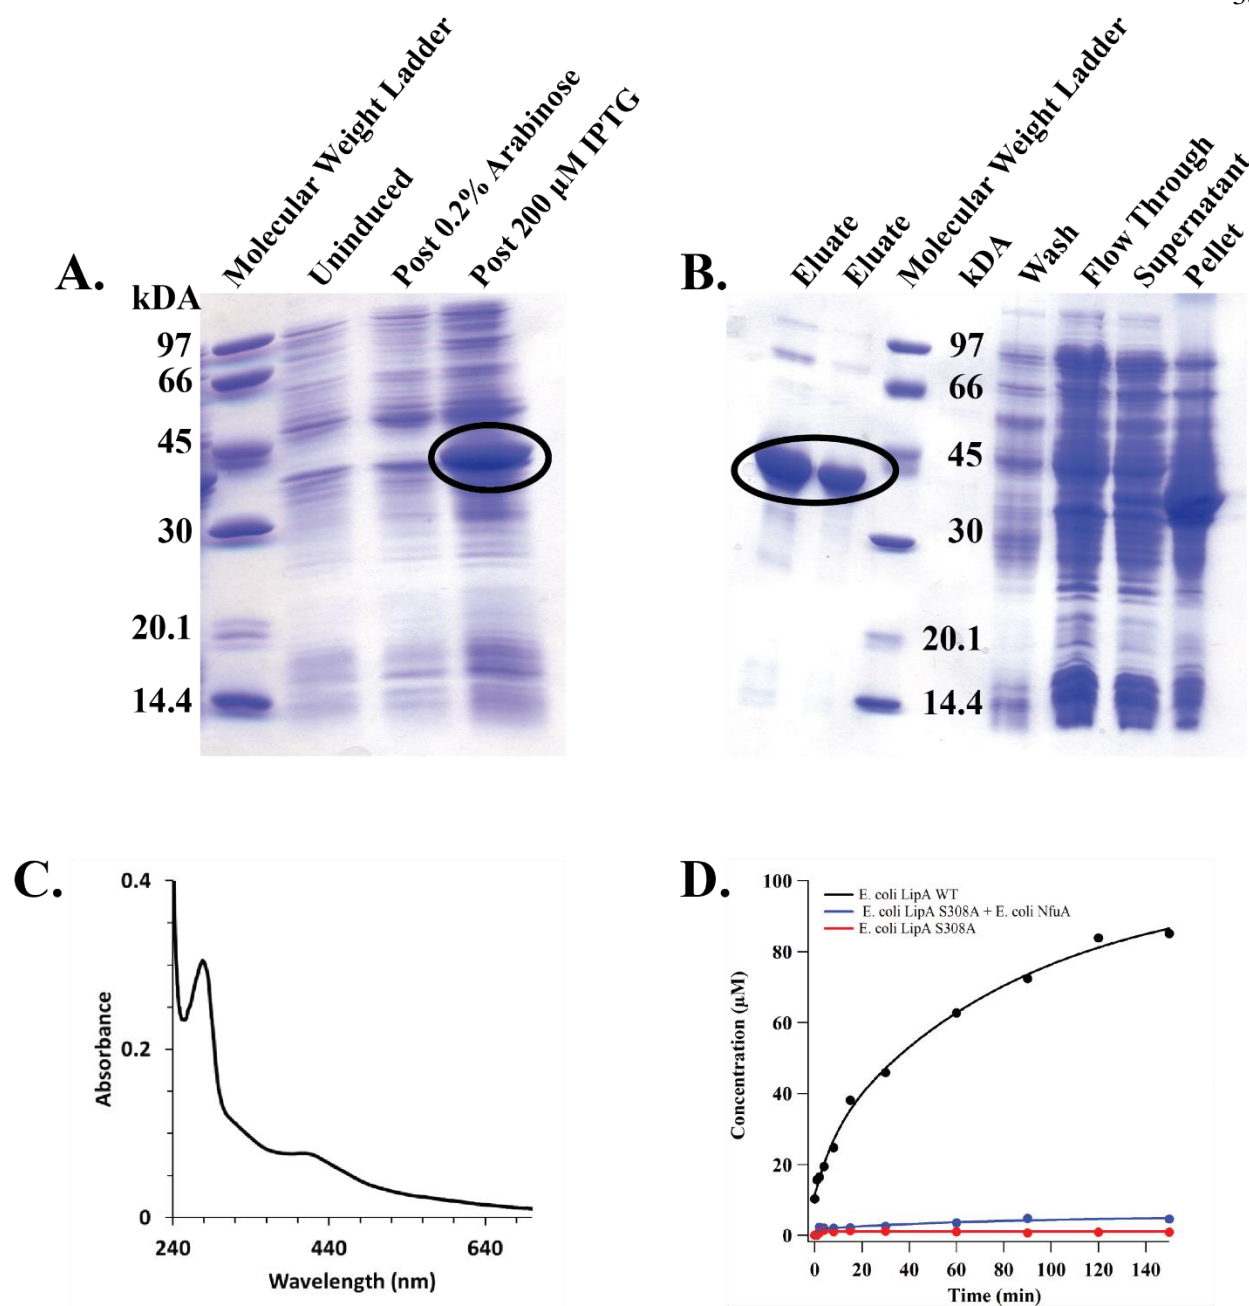 A.
Molecular Weight Ladder
Uninduced
Post 0.2% Arabinose
Post 200 µM IPTG
kDA
97
66
45
30
20.1
14.4
B.
Eluate
Eluate
Molecular Weight Ladder
kDA
Wash
Flow Through
Supernatant
Pellet
97
66
45
30
20.1
14.4
C.
0.4
0.2
0
Absorbance
240
440
640
Wavelength (nm)
D.
100
80
60
40
20
0
Concentration (µM)
E. coli LipA WT
E. coli LipA S308A + E. coli NfuA
E. coli LipA S308A
0 20 40 60 80 100 120 140
Time (min)